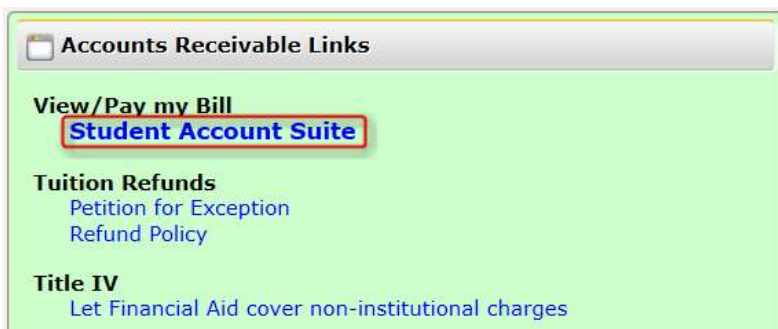 Accounts Receivable Links
View/Pay my Bill
Student Account Suite
Tuition Refunds
Petition for Exception
Refund Policy
Title IV
Let Financial Aid cover non-institutional charges